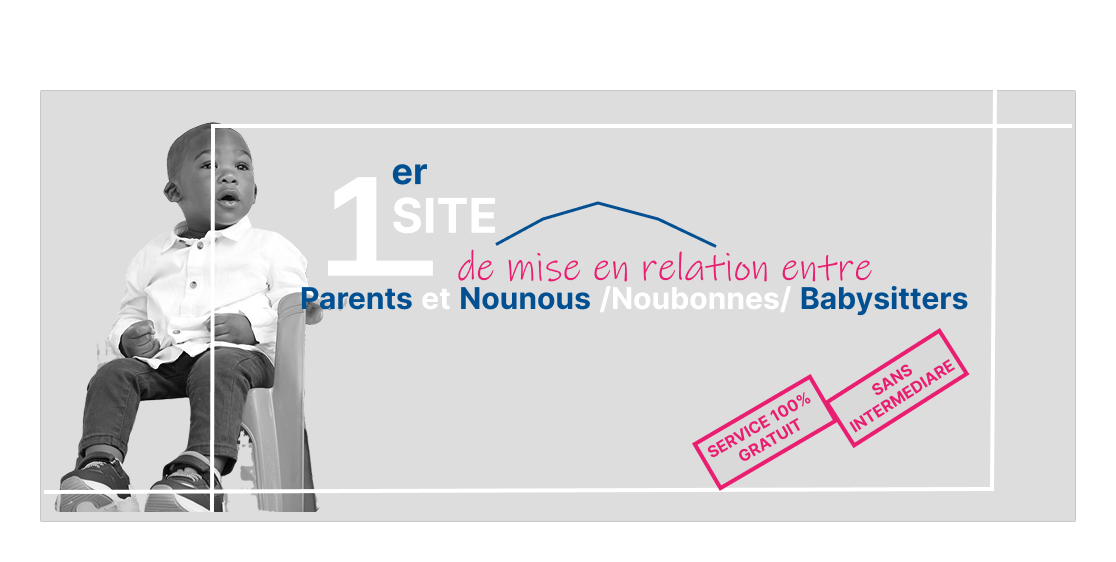 1er
SITE
de mise en relation entre
Parents et Nounous /Noubonnes/ Babysitters
SERVICE 100%
GRATUIT
SANS
INTERMEDIARE